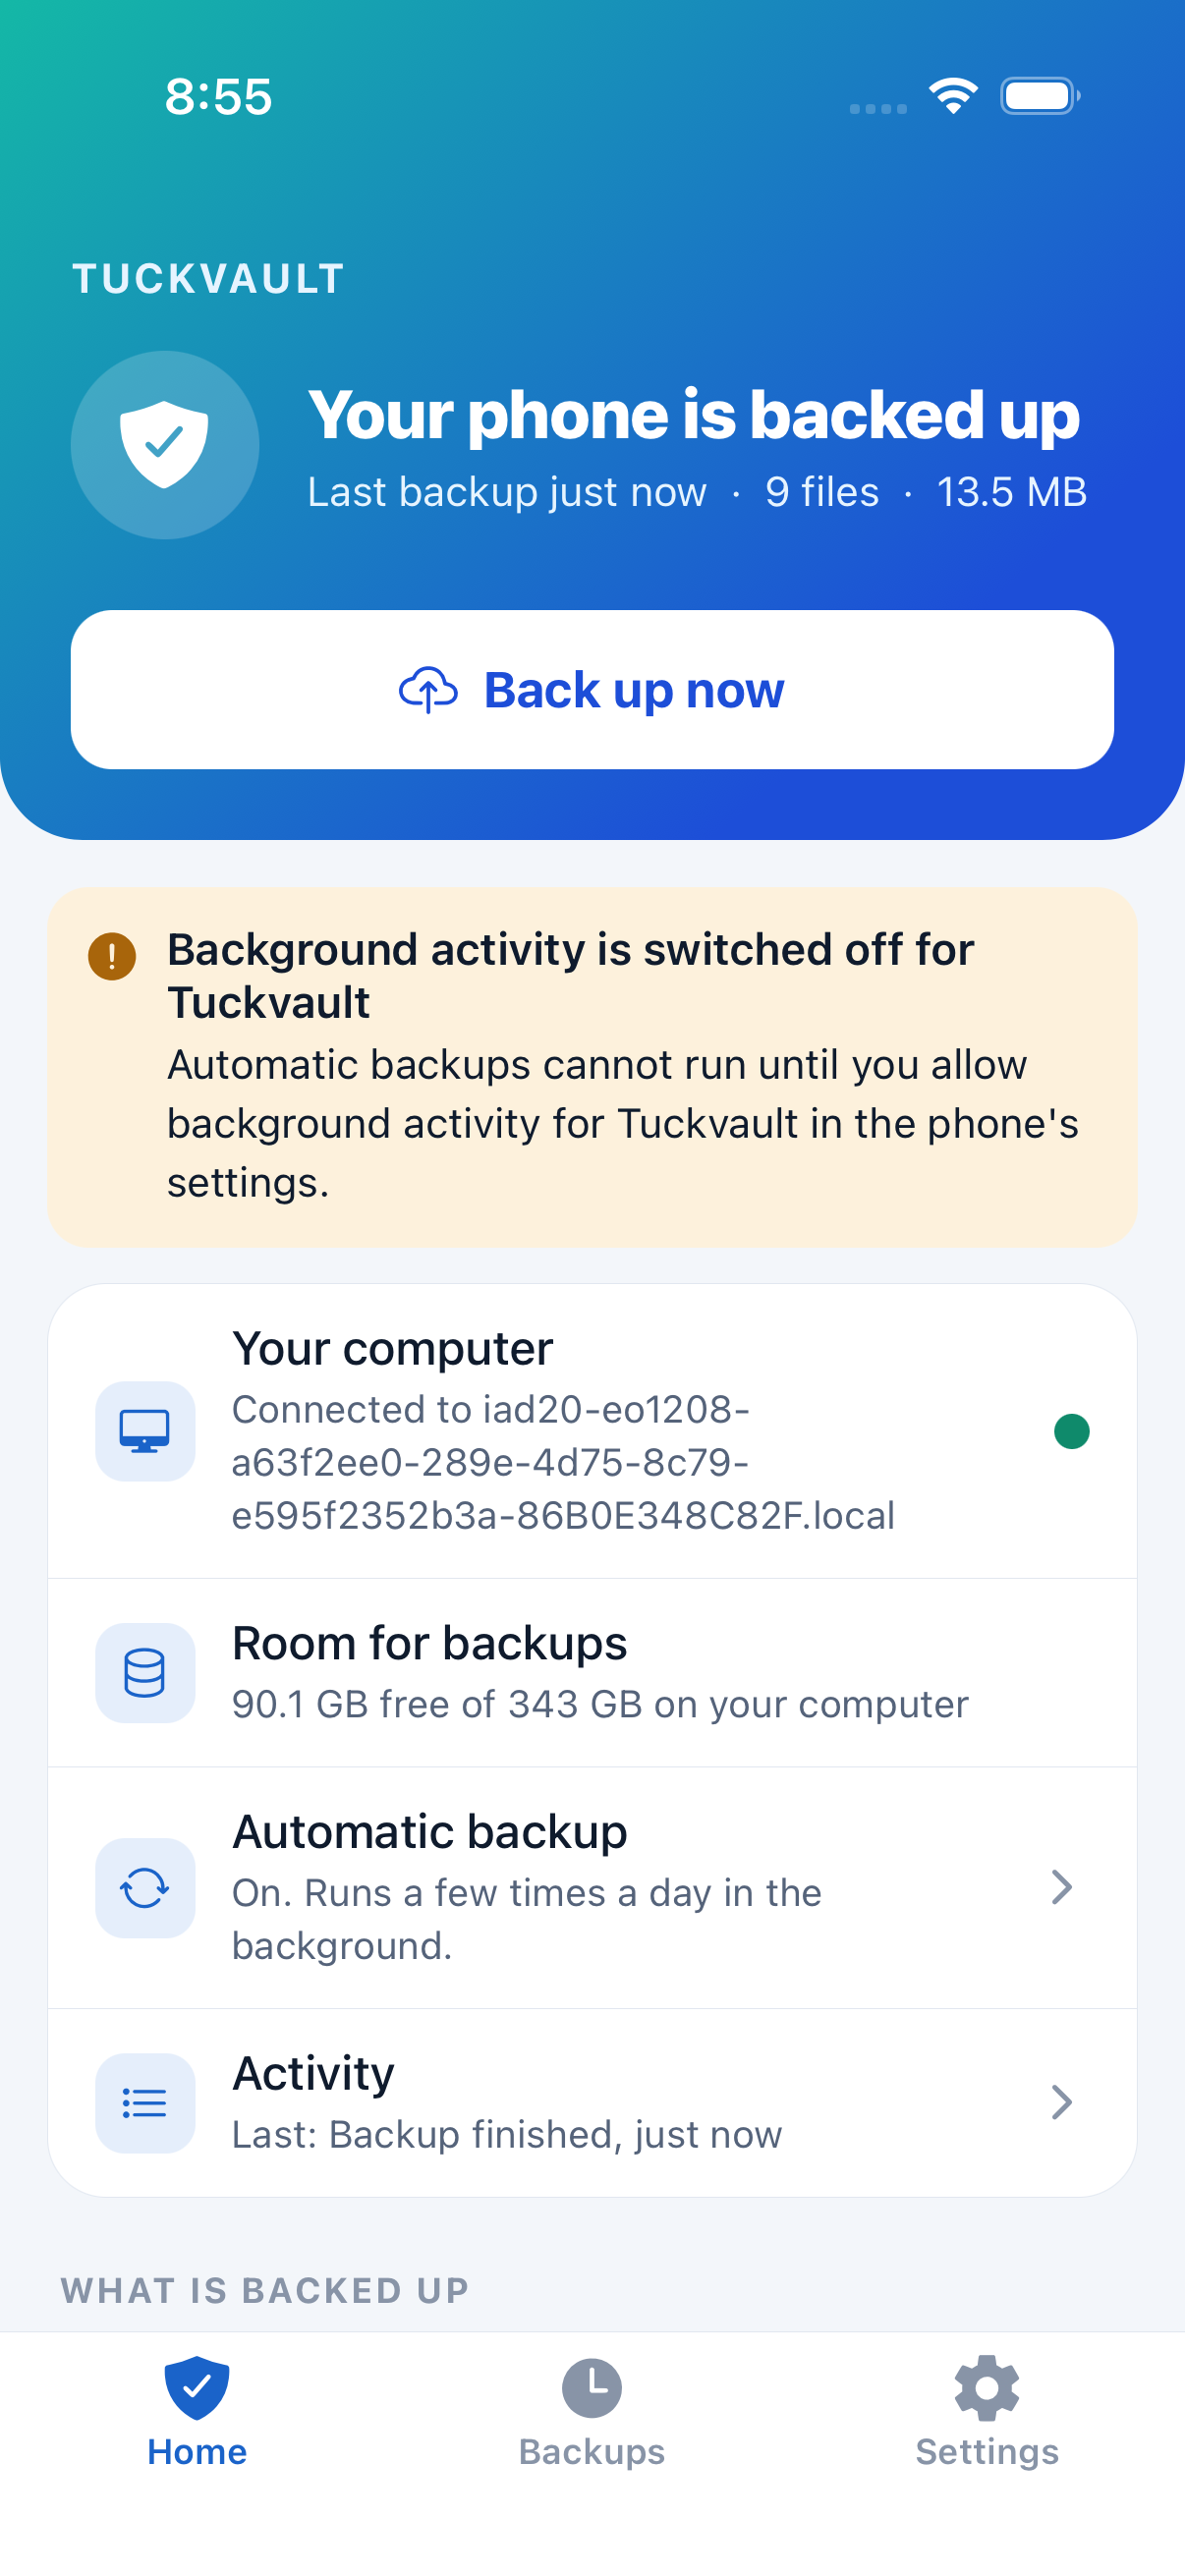 8:55
TUCKVAULT
Your phone is backed up
Last backup just now · 9 files · 13.5 MB
Back up now
Background activity is switched off for
Tuckvault
Automatic backups cannot run until you allow
background activity for Tuckvault in the phone's
settings.
Your computer
Connected to iad20-eo1208-
a63f2ee0-289e-4d75-8c79-
e595f2352b3a-86B0E348C82F.local
Room for backups
90.1 GB free of 343 GB on your computer
Automatic backup
On. Runs a few times a day in the
background.
Activity
Last: Backup finished, just now
WHAT IS BACKED UP
Home
Backups
Settings